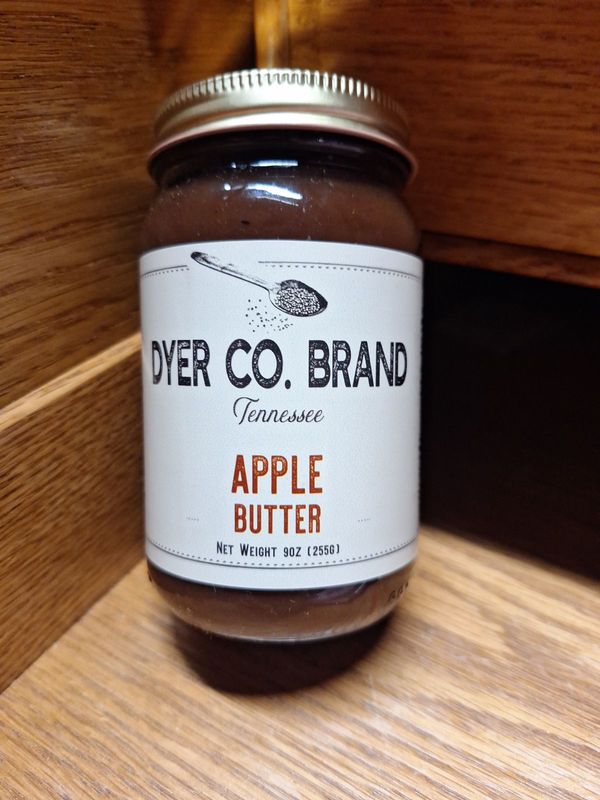 DYER CO. BRAND
Tennessee
APPLE
BUTTER
NET WEIGHT 9OZ (255G)